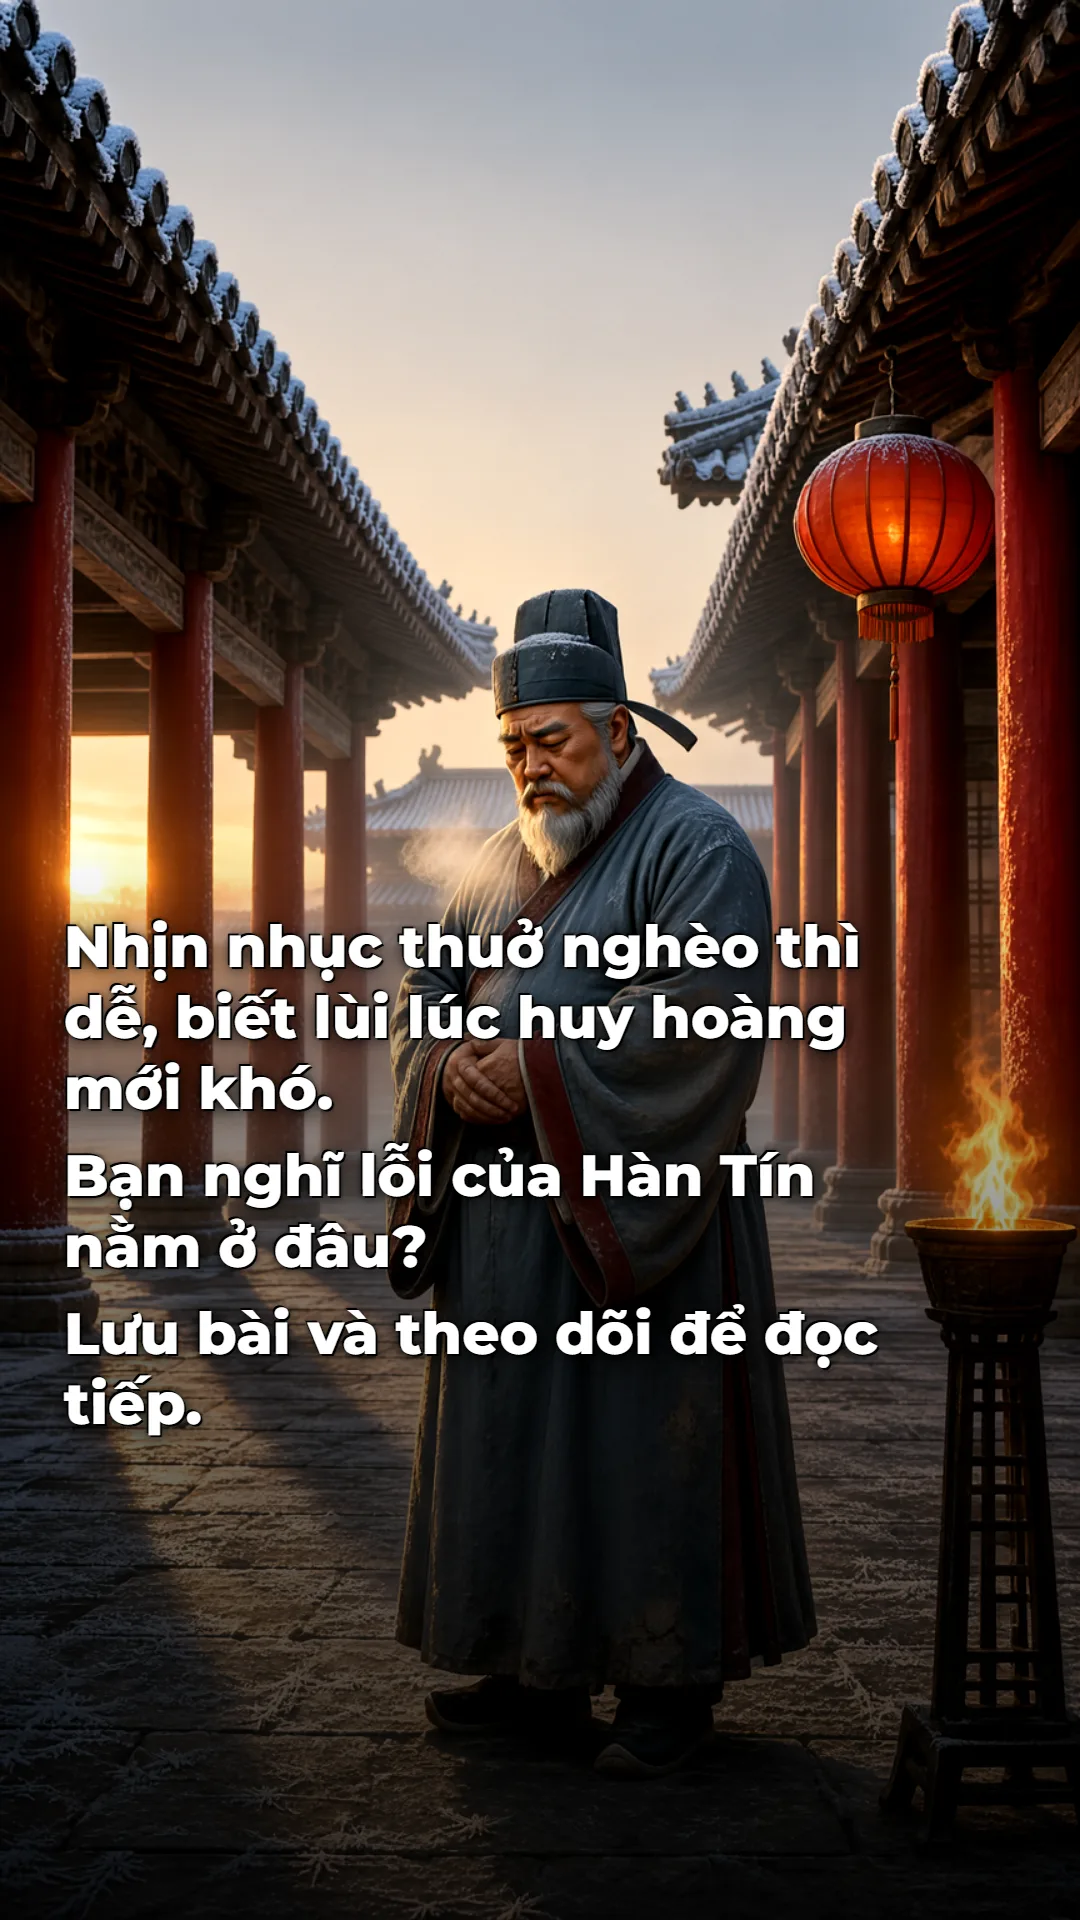 Nhịn nhục thuở nghèo thì
dễ, biết lùi lúc huy hoàng
mới khó.
Bạn nghĩ lỗi của Hàn Tín
nằm ở đâu?
Lưu bài và theo dõi để đọc
tiếp.